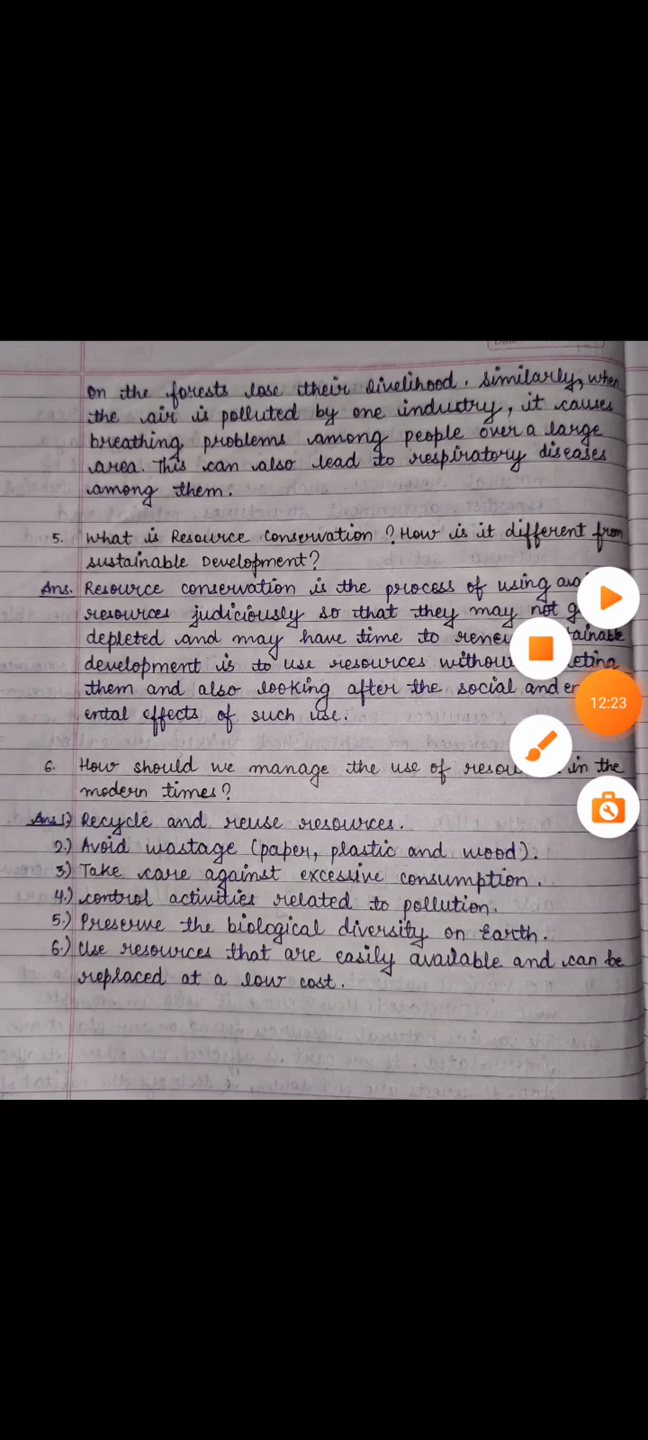 on the forests lose their livelihood. Similarly, when
the air is polluted by one industry, it causes
breathing problems among people over a large
area. This can also lead to respiratory diseases
among them.
5. What is Resource Conservation? How is it different from
sustainable Development?
Ans. Resource conservation is the process of using
resources judiciously so that they may not
depleted and may have time to
development is to use resources without
them and also looking after the social and
ental effects of such use.
12:23
6. How should we manage the use of in the
modern times?
Ans 1) Recycle and reuse resources.
2.) Avoid wastage (paper, plastic and wood).
3.) Take care against excessive consumption.
4.) control activities related to pollution.
5.) Preserve the biological diversity on Earth.
6.) Use resources that are easily available and can be
replaced at a low cost.